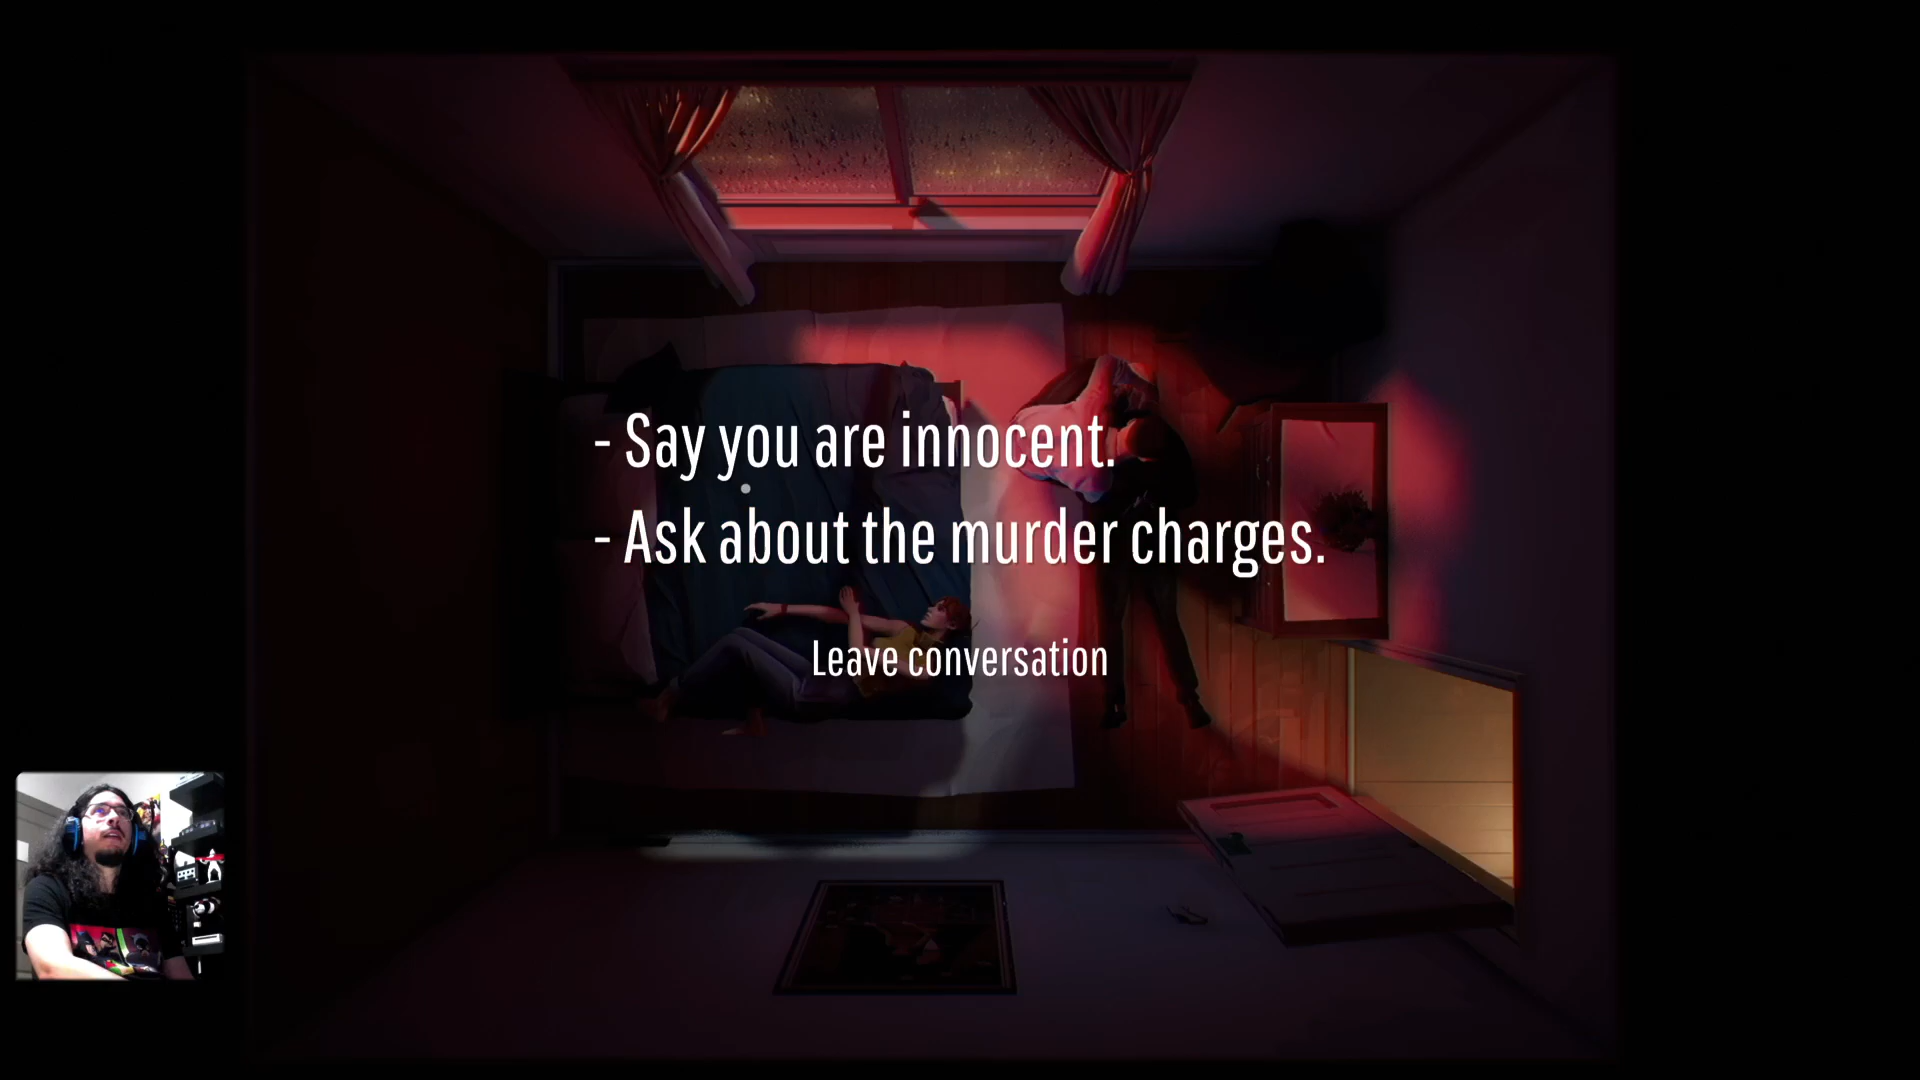 - Say you are innocent.
- Ask about the murder charges.
Leave conversation